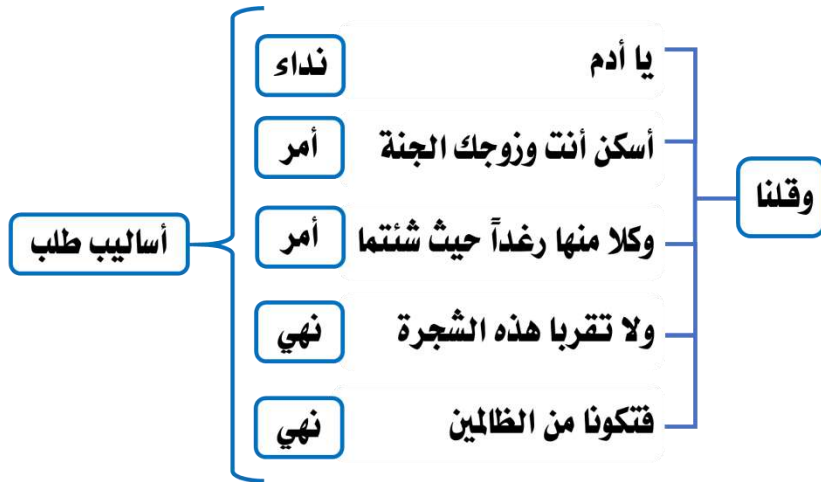 وقلنا
يا أدم
نداء
أسكن أنت وزوجك الجنة
أمر
وكلا منها رغداً حيث شئتما
أمر
ولا تقربا هذه الشجرة
نهي
فتكونا من الظالمين
نهي
أساليب طلب